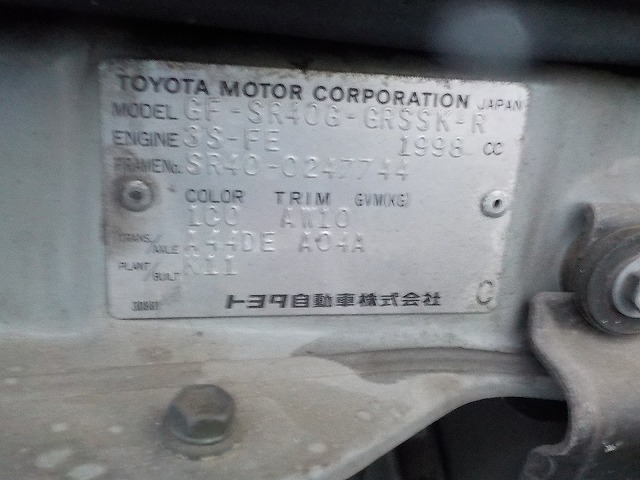 TOYOTA MOTOR CORPORATION JAPAN
MODEL GF-SR40G-GRSSK-R
ENGINE 3S-FE 1998 CC
FRAME No. SR40-0247744
COLOR TRIM GVM(KG)
1C0 AW10
TRANS./AXLE A44DE A04A
PLANT/BUILT K11
トヨタ自動車株式会社 C